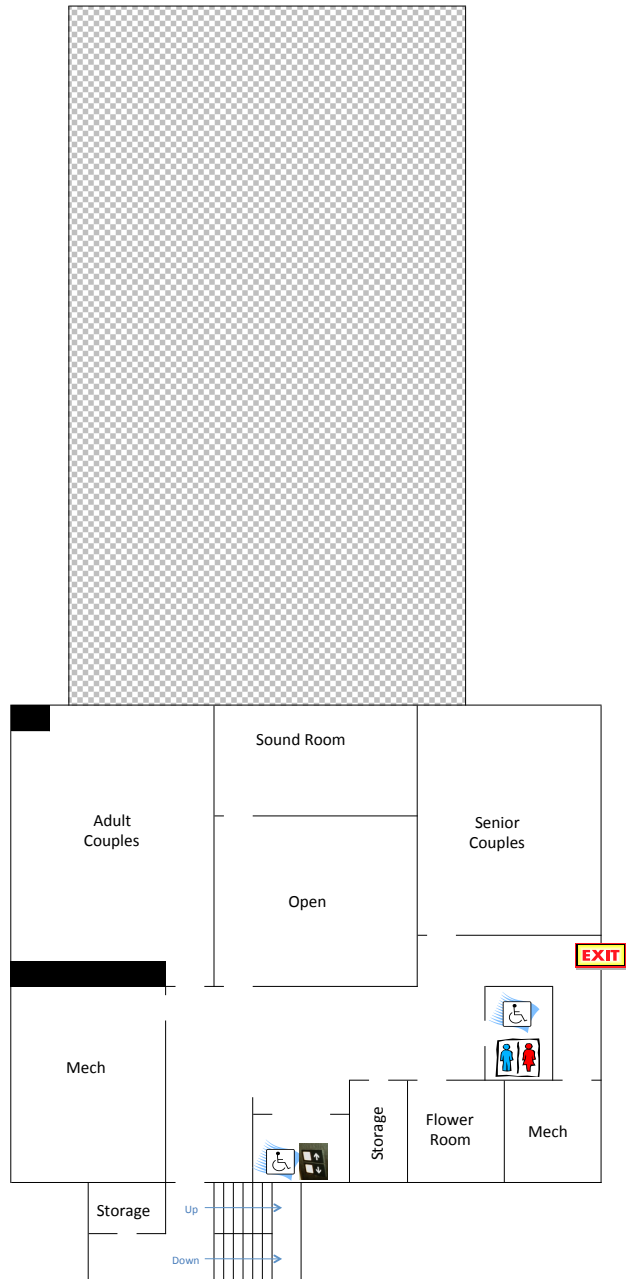 Sound Room
Adult
Couples
Senior
Couples
Open
EXIT
Mech
Storage
Flower
Room
Mech
Storage
Up
Down